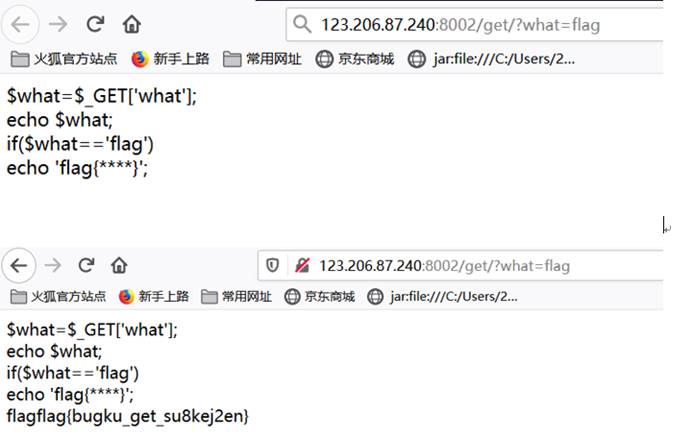 123.206.87.240:8002/get/?what=flag
火狐官方站点 新手上路 常用网址 京东商城 jar:file:///C:/Users/2...
$what=$_GET['what'];
echo $what;
if($what=='flag')
echo 'flag{****}';
123.206.87.240:8002/get/?what=flag
火狐官方站点 新手上路 常用网址 京东商城 jar:file:///C:/Users/2...
$what=$_GET['what'];
echo $what;
if($what=='flag')
echo 'flag{****}';
flagflag{bugku_get_su8kej2en}